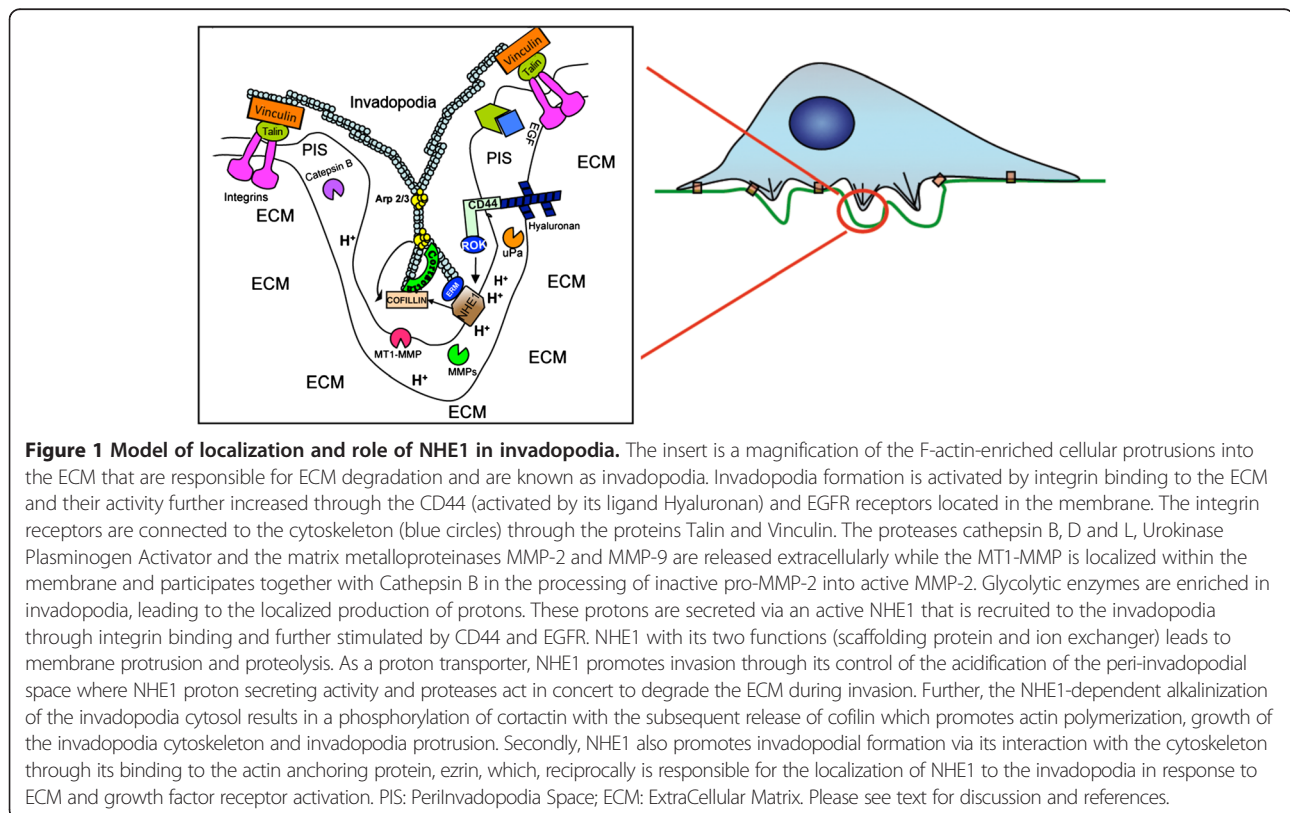 Vinculin
Talin
Invadopodia
Vinculin
Talin
EGF
PIS
PIS
ECM
Catepsin B
Integrins
ECM
Arp 2/3
CD44
Hyaluronan
ROK
uPa
H+
ECM
ECM
H+
H+
H+
ERM
NHE1
COFILLIN
H+
H+
MT1-MMP
MMPs
ECM
ECM
H+
ECM
Figure 1 Model of localization and role of NHE1 in invadopodia. The insert is a magnification of the F-actin-enriched cellular protrusions into
the ECM that are responsible for ECM degradation and are known as invadopodia. Invadopodia formation is activated by integrin binding to the ECM
and their activity further increased through the CD44 (activated by its ligand Hyaluronan) and EGFR receptors located in the membrane. The integrin
receptors are connected to the cytoskeleton (blue circles) through the proteins Talin and Vinculin. The proteases cathepsin B, D and L, Urokinase
Plasminogen Activator and the matrix metalloproteinases MMP-2 and MMP-9 are released extracellularly while the MT1-MMP is localized within the
membrane and participates together with Cathepsin B in the processing of inactive pro-MMP-2 into active MMP-2. Glycolytic enzymes are enriched in
invadopodia, leading to the localized production of protons. These protons are secreted via an active NHE1 that is recruited to the invadopodia
through integrin binding and further stimulated by CD44 and EGFR. NHE1 with its two functions (scaffolding protein and ion exchanger) leads to
membrane protrusion and proteolysis. As a proton transporter, NHE1 promotes invasion through its control of the acidification of the peri-invadopodial
space where NHE1 proton secreting activity and proteases act in concert to degrade the ECM during invasion. Further, the NHE1-dependent alkalinization
of the invadopodia cytosol results in a phosphorylation of cortactin with the subsequent release of cofilin which promotes actin polymerization, growth of
the invadopodia cytoskeleton and invadopodia protrusion. Secondly, NHE1 also promotes invadopodial formation via its interaction with the cytoskeleton
through its binding to the actin anchoring protein, ezrin, which, reciprocally is responsible for the localization of NHE1 to the invadopodia in response to
ECM and growth factor receptor activation. PIS: PeriInvadopodia Space; ECM: ExtraCellular Matrix. Please see text for discussion and references.